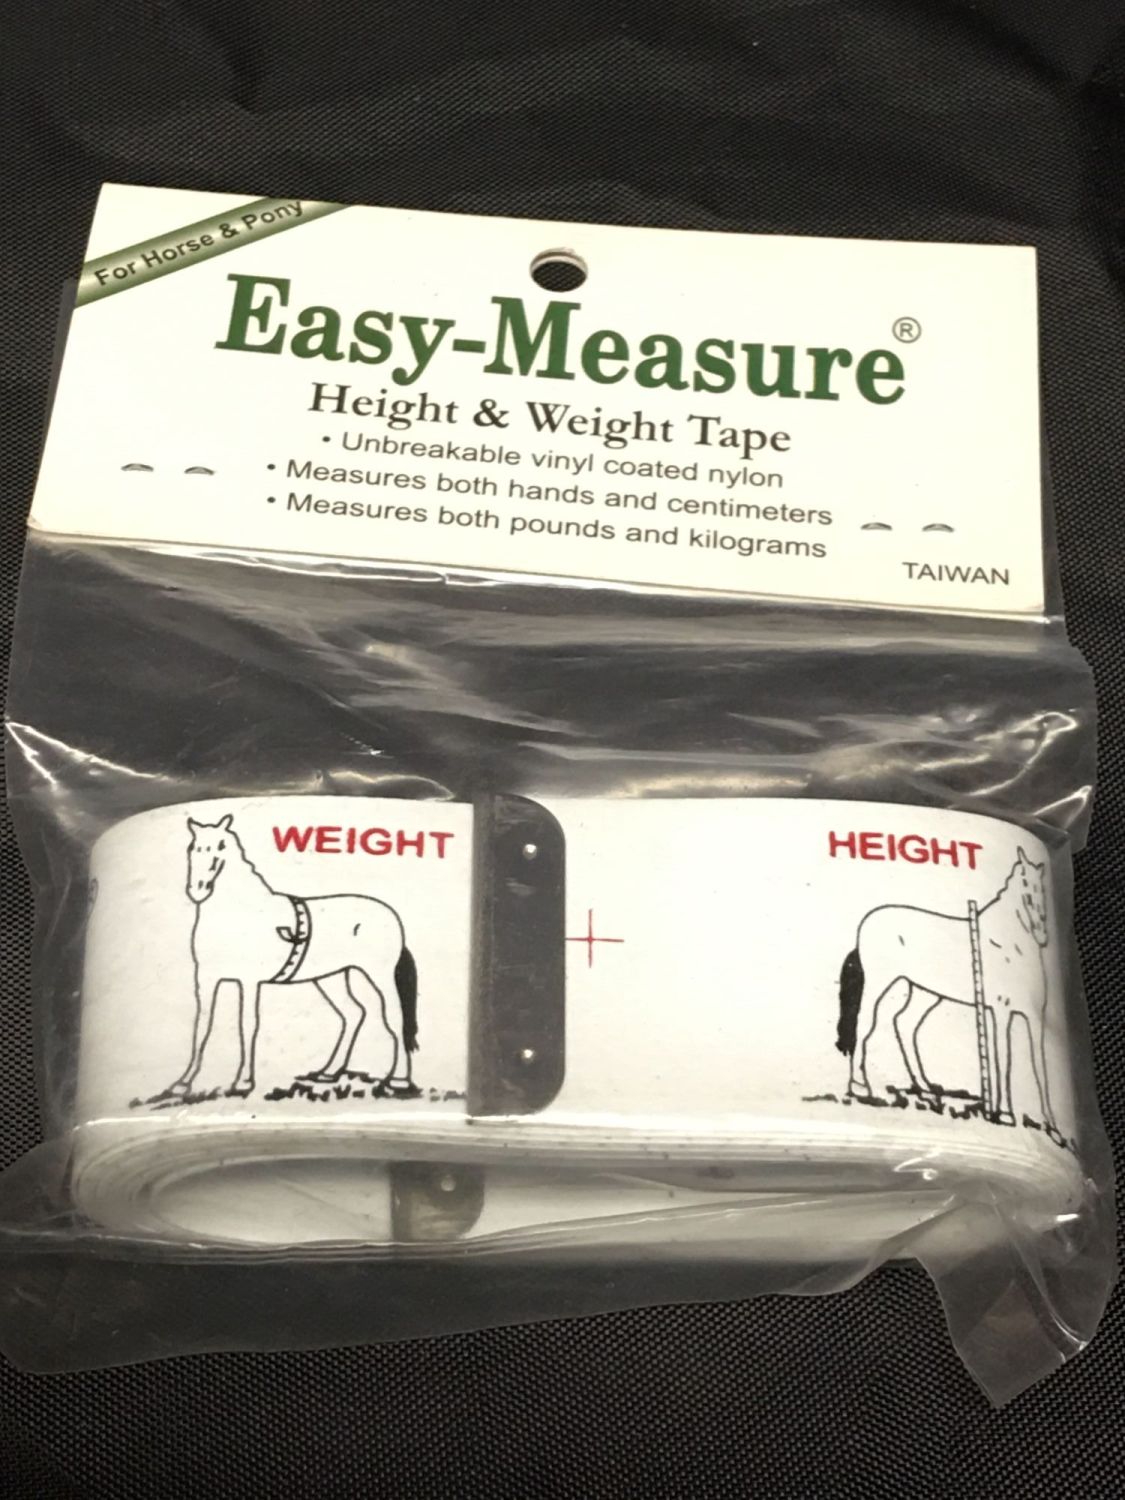 For Horse & Pony
Easy-Measure®
Height & Weight Tape
• Unbreakable vinyl coated nylon
• Measures both hands and centimeters
• Measures both pounds and kilograms
TAIWAN
WEIGHT
HEIGHT